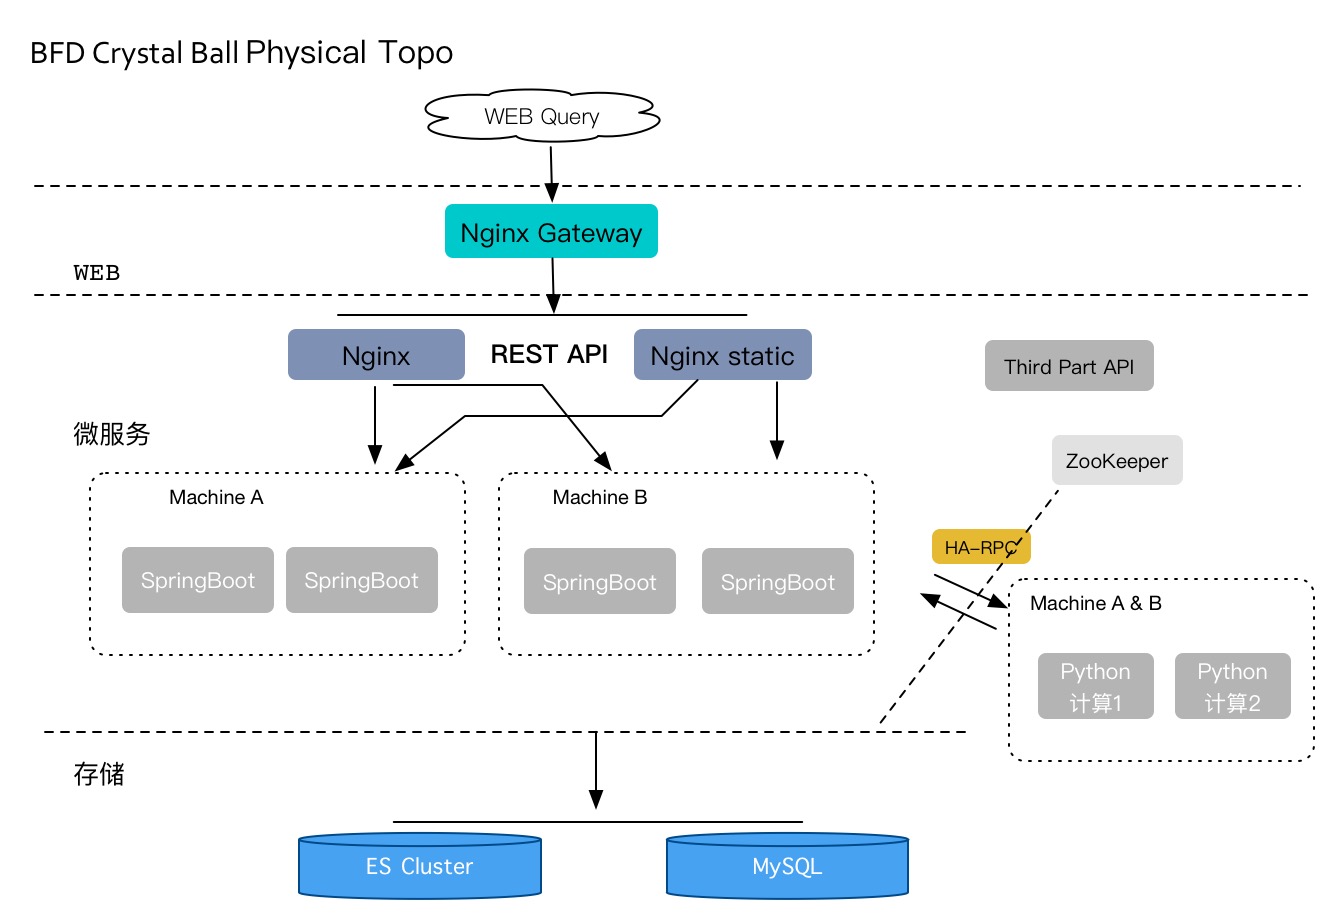 BFD Crystal Ball Physical Topo
WEB Query
Nginx Gateway
WEB
Nginx
REST API
Nginx static
Third Part API
微服务
ZooKeeper
Machine A
Machine B
HA-RPC
SpringBoot
SpringBoot
SpringBoot
SpringBoot
Machine A & B
Python
计算1
Python
计算2
存储
ES Cluster
MySQL